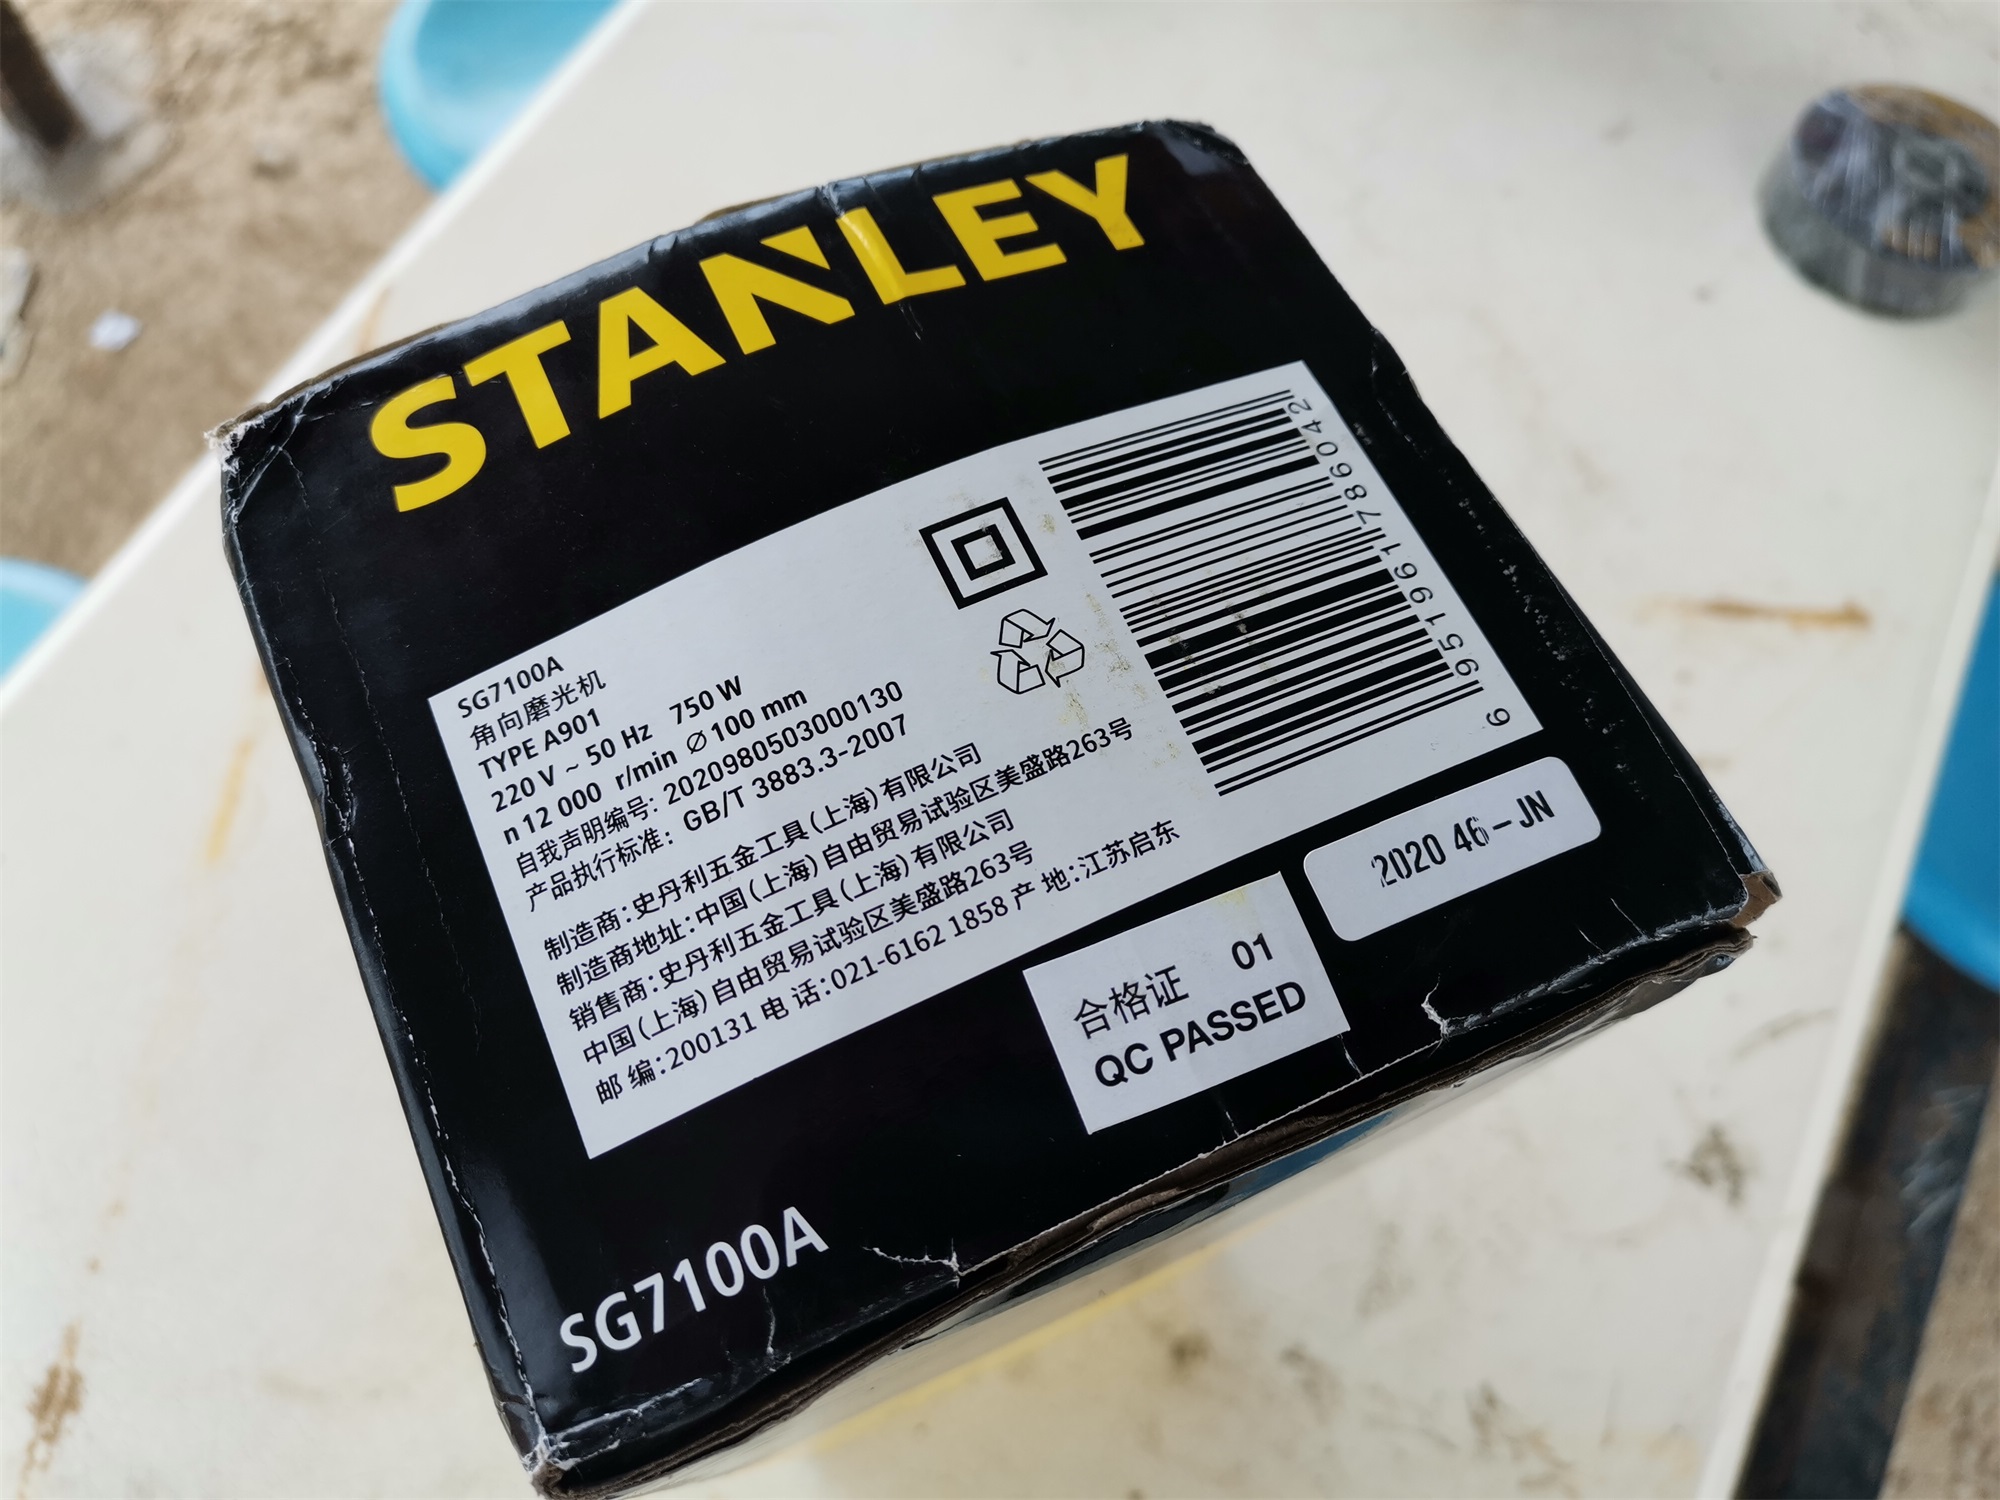 STANLEY
SG7100A
角向磨光机
TYPE A901
220 V ~ 50 Hz 750 W
n 12 000 r/min ∅ 100 mm
自我声明编号: 2020980503000130
产品执行标准: GB/T 3883.3-2007
制造商:史丹利五金工具(上海)有限公司
制造商地址:中国(上海)自由贸易试验区美盛路263号
销售商:史丹利五金工具(上海)有限公司
中国(上海)自由贸易试验区美盛路263号
邮 编:200131 电 话:021-6162 1858 产 地:江苏启东
6 951961 786042
2020 46-JN
合格证 01
QC PASSED
SG7100A